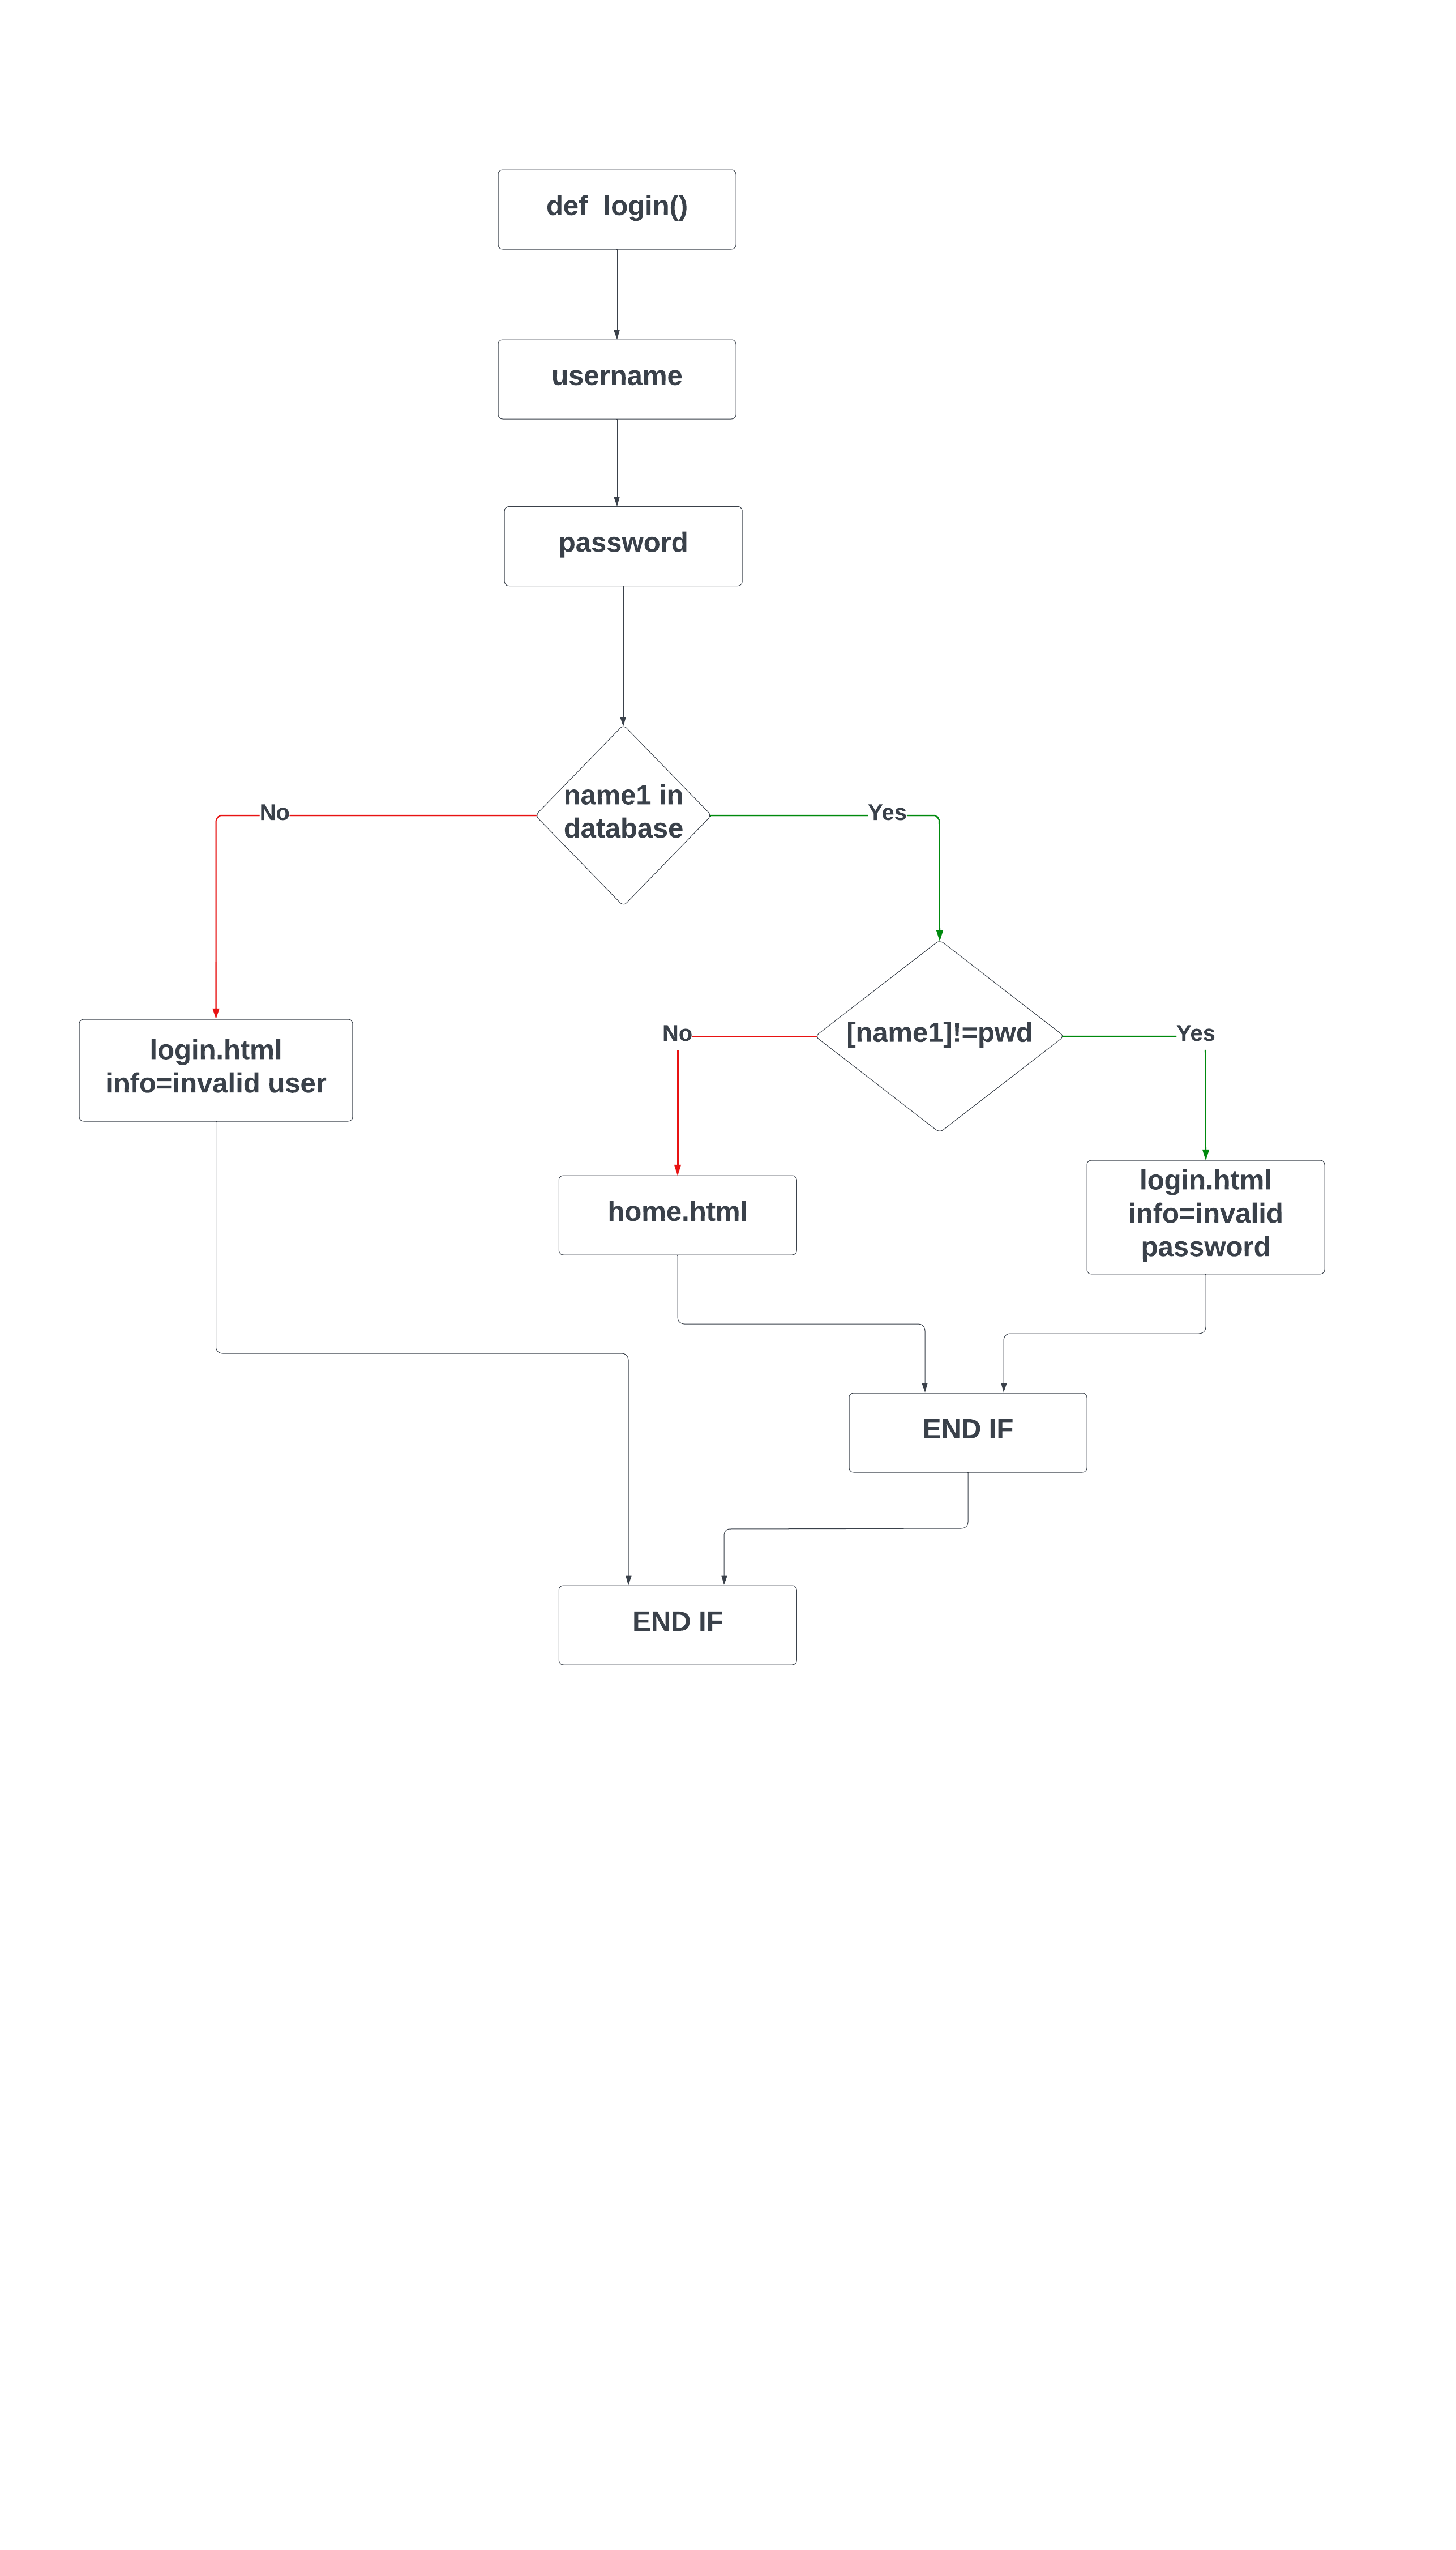 def  login()
username
password
name1 in
database
No
Yes
[name1]!=pwd
No
Yes
login.html
info=invalid user
home.html
login.html
info=invalid
password
END IF
END IF